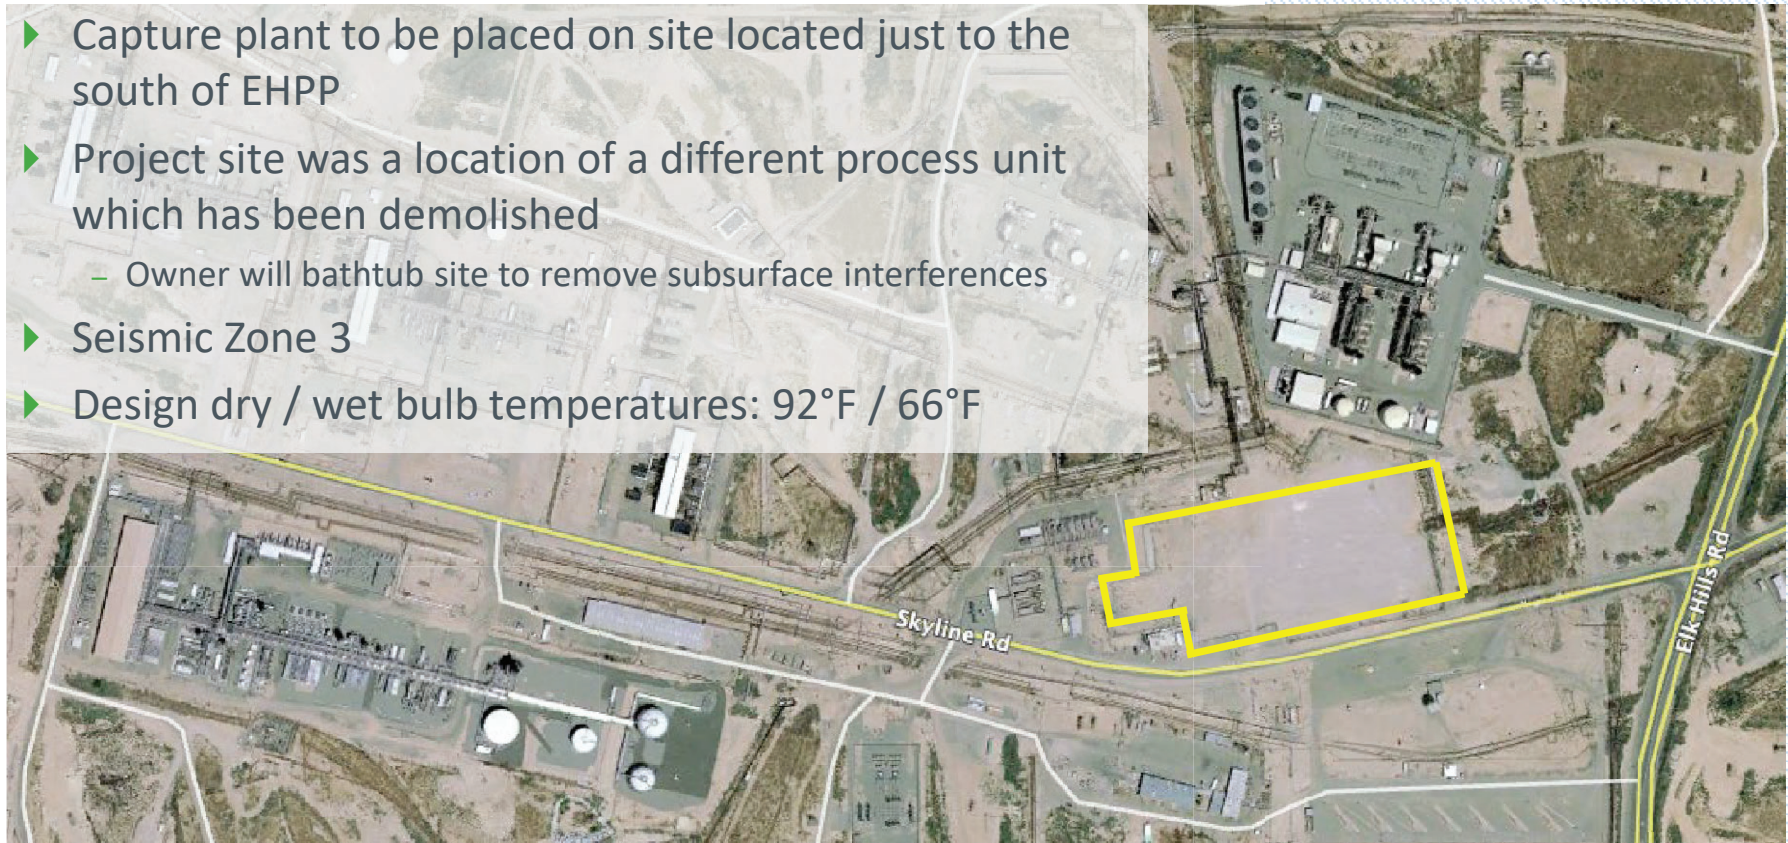 Capture plant to be placed on site located just to the
south of EHPP
Project site was a location of a different process unit
which has been demolished
– Owner will bathtub site to remove subsurface interferences
Seismic Zone 3
Design dry / wet bulb temperatures: 92°F / 66°F
Skyline Rd
Elk Hills Rd